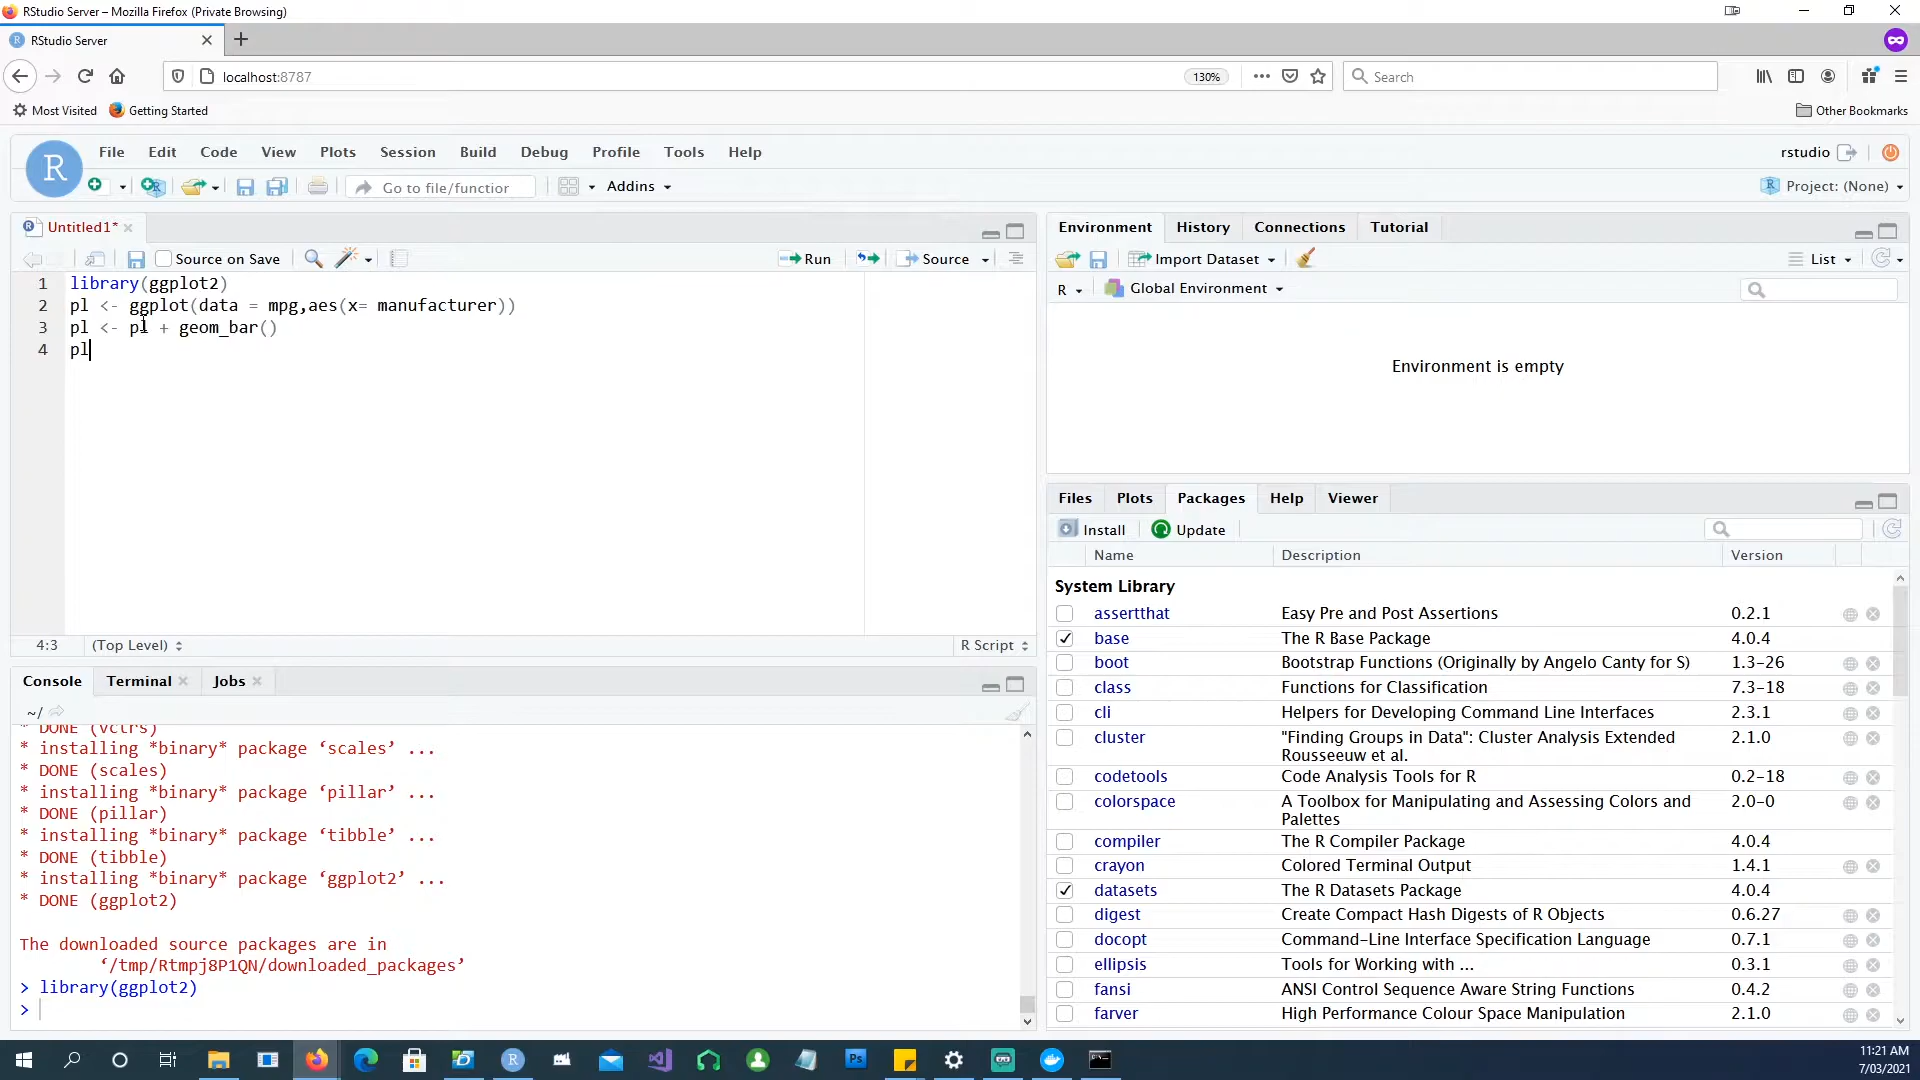 RStudio Server – Mozilla Firefox (Private Browsing)
RStudio Server
localhost:8787
130%
Search
Most Visited
Getting Started
Other Bookmarks
R
File Edit Code View Plots Session Build Debug Profile Tools Help
rstudio
Go to file/function
Addins
Project: (None)
Untitled1*
Source on Save
Run
Source
1 library(ggplot2)
2 pl <- ggplot(data = mpg,aes(x= manufacturer))
3 pl <- pl + geom_bar()
4 pl
4:3
(Top Level)
R Script
Console Terminal Jobs
~/
* DONE (vctrs)
* installing *binary* package ‘scales’ ...
* DONE (scales)
* installing *binary* package ‘pillar’ ...
* DONE (pillar)
* installing *binary* package ‘tibble’ ...
* DONE (tibble)
* installing *binary* package ‘ggplot2’ ...
* DONE (ggplot2)
The downloaded source packages are in
‘/tmp/Rtmpj8P1QN/downloaded_packages’
> library(ggplot2)
>
Environment History Connections Tutorial
Import Dataset
List
R
Global Environment
Environment is empty
Files Plots Packages Help Viewer
Install
Update
Name Description Version
System Library
assertthat Easy Pre and Post Assertions 0.2.1
base The R Base Package 4.0.4
boot Bootstrap Functions (Originally by Angelo Canty for S) 1.3-26
class Functions for Classification 7.3-18
cli Helpers for Developing Command Line Interfaces 2.3.1
cluster "Finding Groups in Data": Cluster Analysis Extended 2.1.0
Rousseeuw et al.
codetools Code Analysis Tools for R 0.2-18
colorspace A Toolbox for Manipulating and Assessing Colors and 2.0-0
Palettes
compiler The R Compiler Package 4.0.4
crayon Colored Terminal Output 1.4.1
datasets The R Datasets Package 4.0.4
digest Create Compact Hash Digests of R Objects 0.6.27
docopt Command-Line Interface Specification Language 0.7.1
ellipsis Tools for Working with ... 0.3.1
fansi ANSI Control Sequence Aware String Functions 0.4.2
farver High Performance Colour Space Manipulation 2.1.0
11:21 AM
7/03/2021